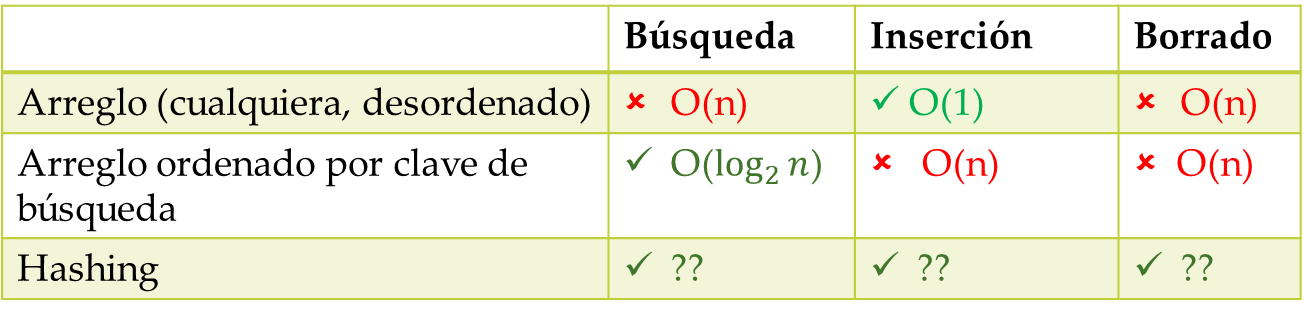 Búsqueda Inserción Borrado
Arreglo (cualquiera, desordenado) ✘ O(n) ✓ O(1) ✘ O(n)
Arreglo ordenado por clave de búsqueda ✓ O(log₂ n) ✘ O(n) ✘ O(n)
Hashing ✓ ?? ✓ ?? ✓ ??